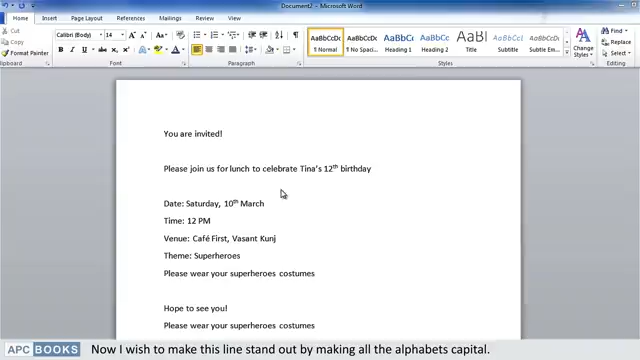 Document2 – Microsoft Word
Home Insert Page Layout References Mailings Review View
Cut
Copy
Format Painter
Clipboard
Calibri (Body) 14
Font
Paragraph
AaBbCcDc AaBbCcDc AaBbCc AaBbCc AaBl AaBbCcL AaBbCcDc
¶ Normal ¶ No Spaci... Heading 1 Heading 2 Title Subtitle Subtle Em...
Styles
Change
Styles
Find
Replace
Select
Editing
You are invited!
Please join us for lunch to celebrate Tina's 12th birthday
Date: Saturday, 10th March
Time: 12 PM
Venue: Café First, Vasant Kunj
Theme: Superheroes
Please wear your superheroes costumes
Hope to see you!
Please wear your superheroes costumes
APC BOOKS
Now I wish to make this line stand out by making all the alphabets capital.